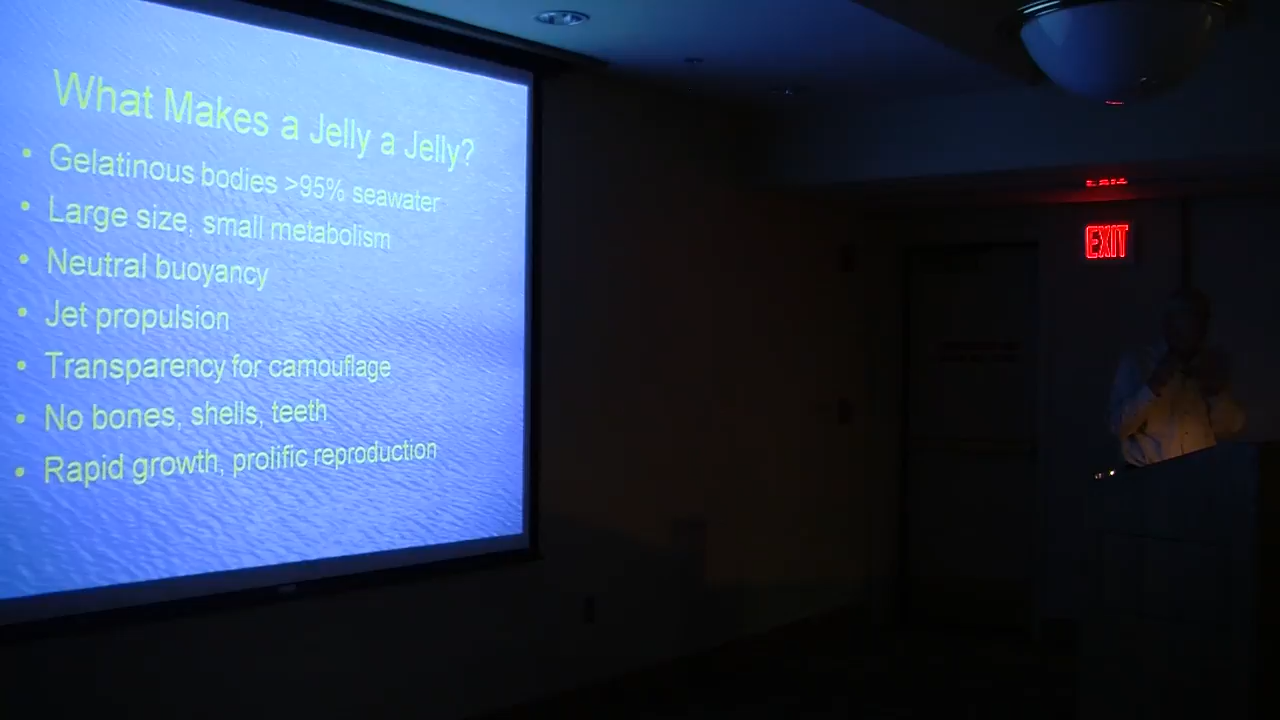 What Makes a Jelly a Jelly?
• Gelatinous bodies >95% seawater
• Large size, small metabolism
• Neutral buoyancy
• Jet propulsion
• Transparency for camouflage
• No bones, shells, teeth
• Rapid growth, prolific reproduction
EXIT